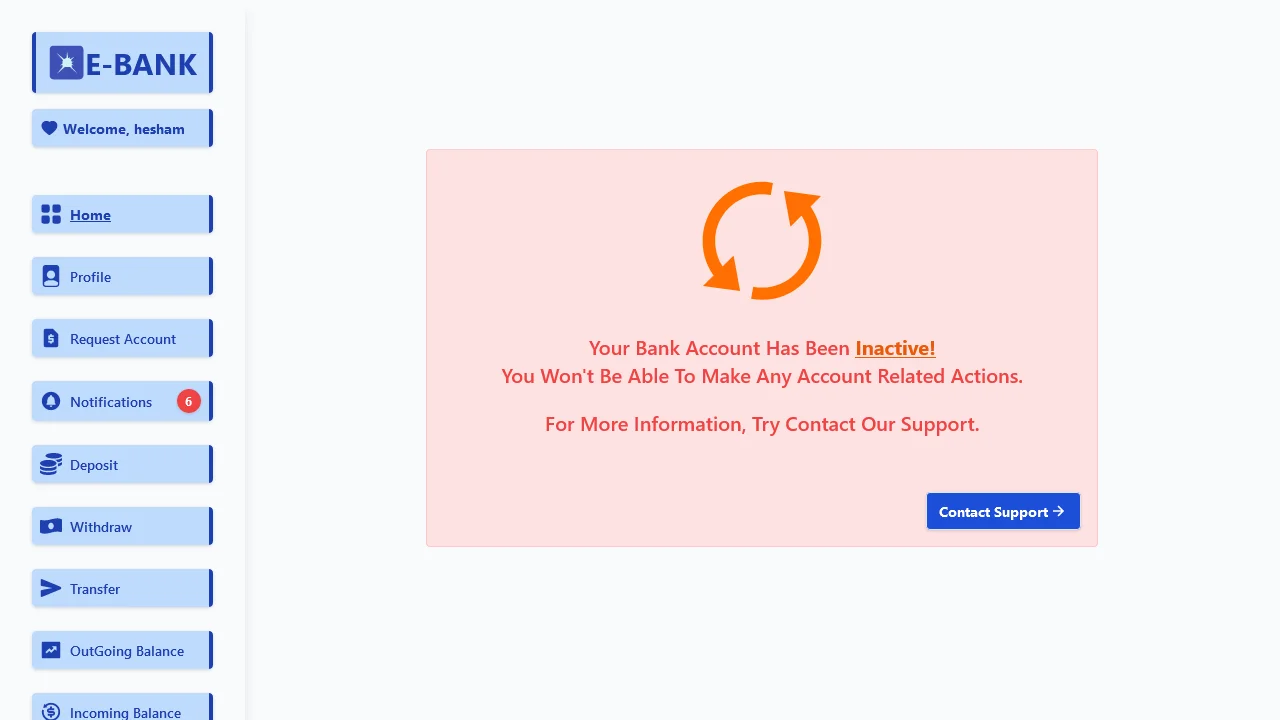 E-BANK
Welcome, hesham
Home
Profile
Request Account
Notifications 6
Deposit
Withdraw
Transfer
OutGoing Balance
Incoming Balance
Your Bank Account Has Been Inactive!
You Won't Be Able To Make Any Account Related Actions.
For More Information, Try Contact Our Support.
Contact Support